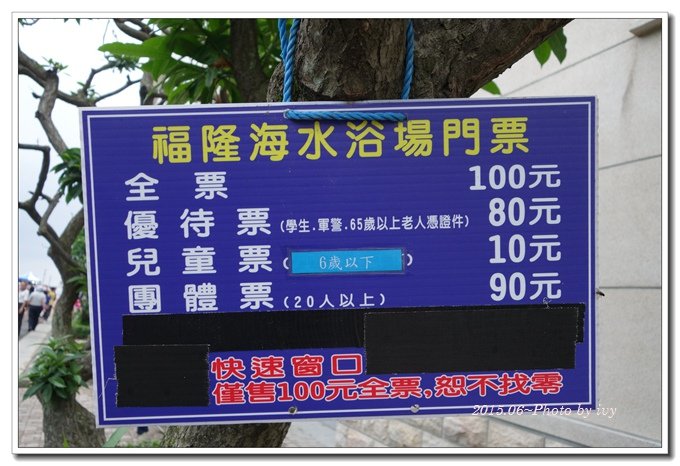 福隆海水浴場門票
全票 100元
優待票(學生.軍警.65歲以上老人憑證件) 80元
兒童票(6歲以下) 10元
團體票(20人以上) 90元
快速窗口
僅售100元全票,恕不找零
2015.06~Photo by ivy